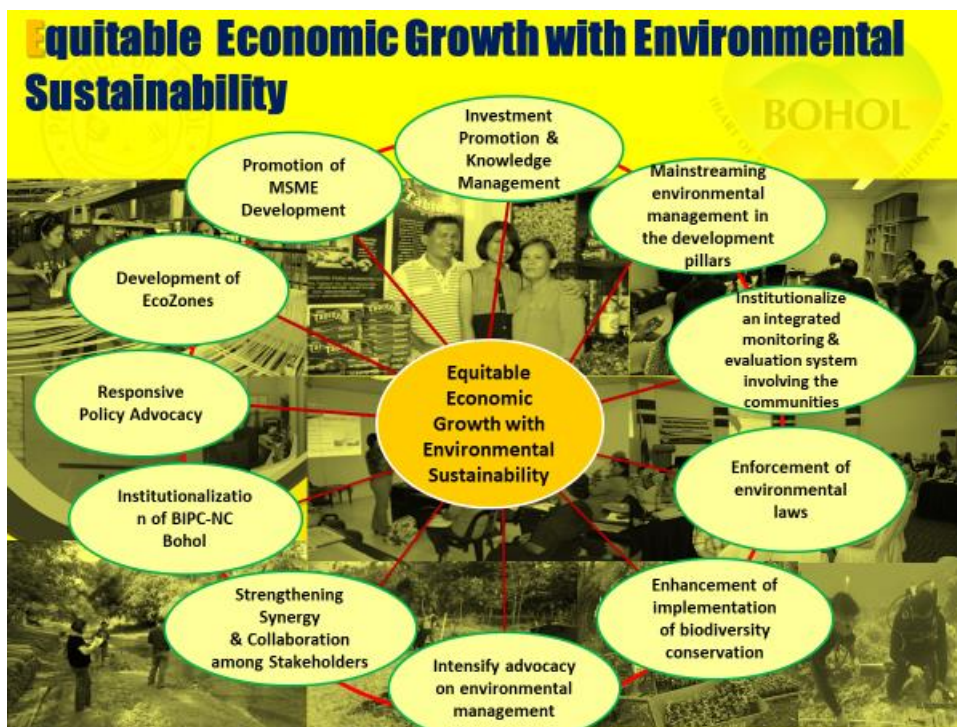 Equitable Economic Growth with Environmental
Sustainability
BOHOL
Investment
Promotion &
Knowledge
Management
Promotion of
MSME
Development
Mainstreaming
environmental
management in
the development
pillars
Development of
EcoZones
Institutionalize
an integrated
monitoring &
evaluation system
involving the
communities
Equitable
Economic
Growth with
Environmental
Sustainability
Responsive
Policy Advocacy
Enforcement of
environmental
laws
Institutionalizatio
n of BIPC-NC
Bohol
Strengthening
Synergy
& Collaboration
among Stakeholders
Enhancement of
implementation
of biodiversity
conservation
Intensify advocacy
on environmental
management